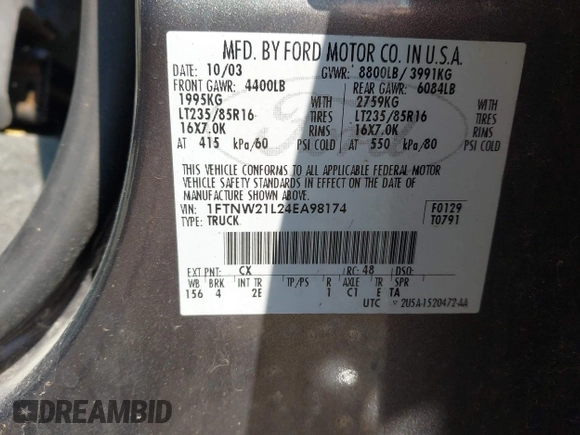 MFD. BY FORD MOTOR CO. IN U.S.A.
DATE: 10/03 GVWR: 8800LB/ 3991KG
FRONT GAWR: 4400LB REAR GAWR: 6084LB
1995KG WITH 2759KG WITH
LT235/85R16 TIRES LT235/85R16 TIRES
16X7.0K RIMS 16X7.0K RIMS
AT 415 kPa/60 PSI COLD AT 550 kPa/80 PSI COLD
THIS VEHICLE CONFORMS TO ALL APPLICABLE FEDERAL MOTOR
VEHICLE SAFETY STANDARDS IN EFFECT ON THE DATE OF
MANUFACTURE SHOWN ABOVE.
VIN: 1FTNW21L24EA98174 F0129
TYPE: TRUCK T0791
EXT PNT: CX RC: 48 DSO:
WB BRK INT TR TP/PS R AXLE TR SPR
156 4 2E 1 C1 E TA
UTC 2U5A-1520472-AA
Ford
DREAMBID